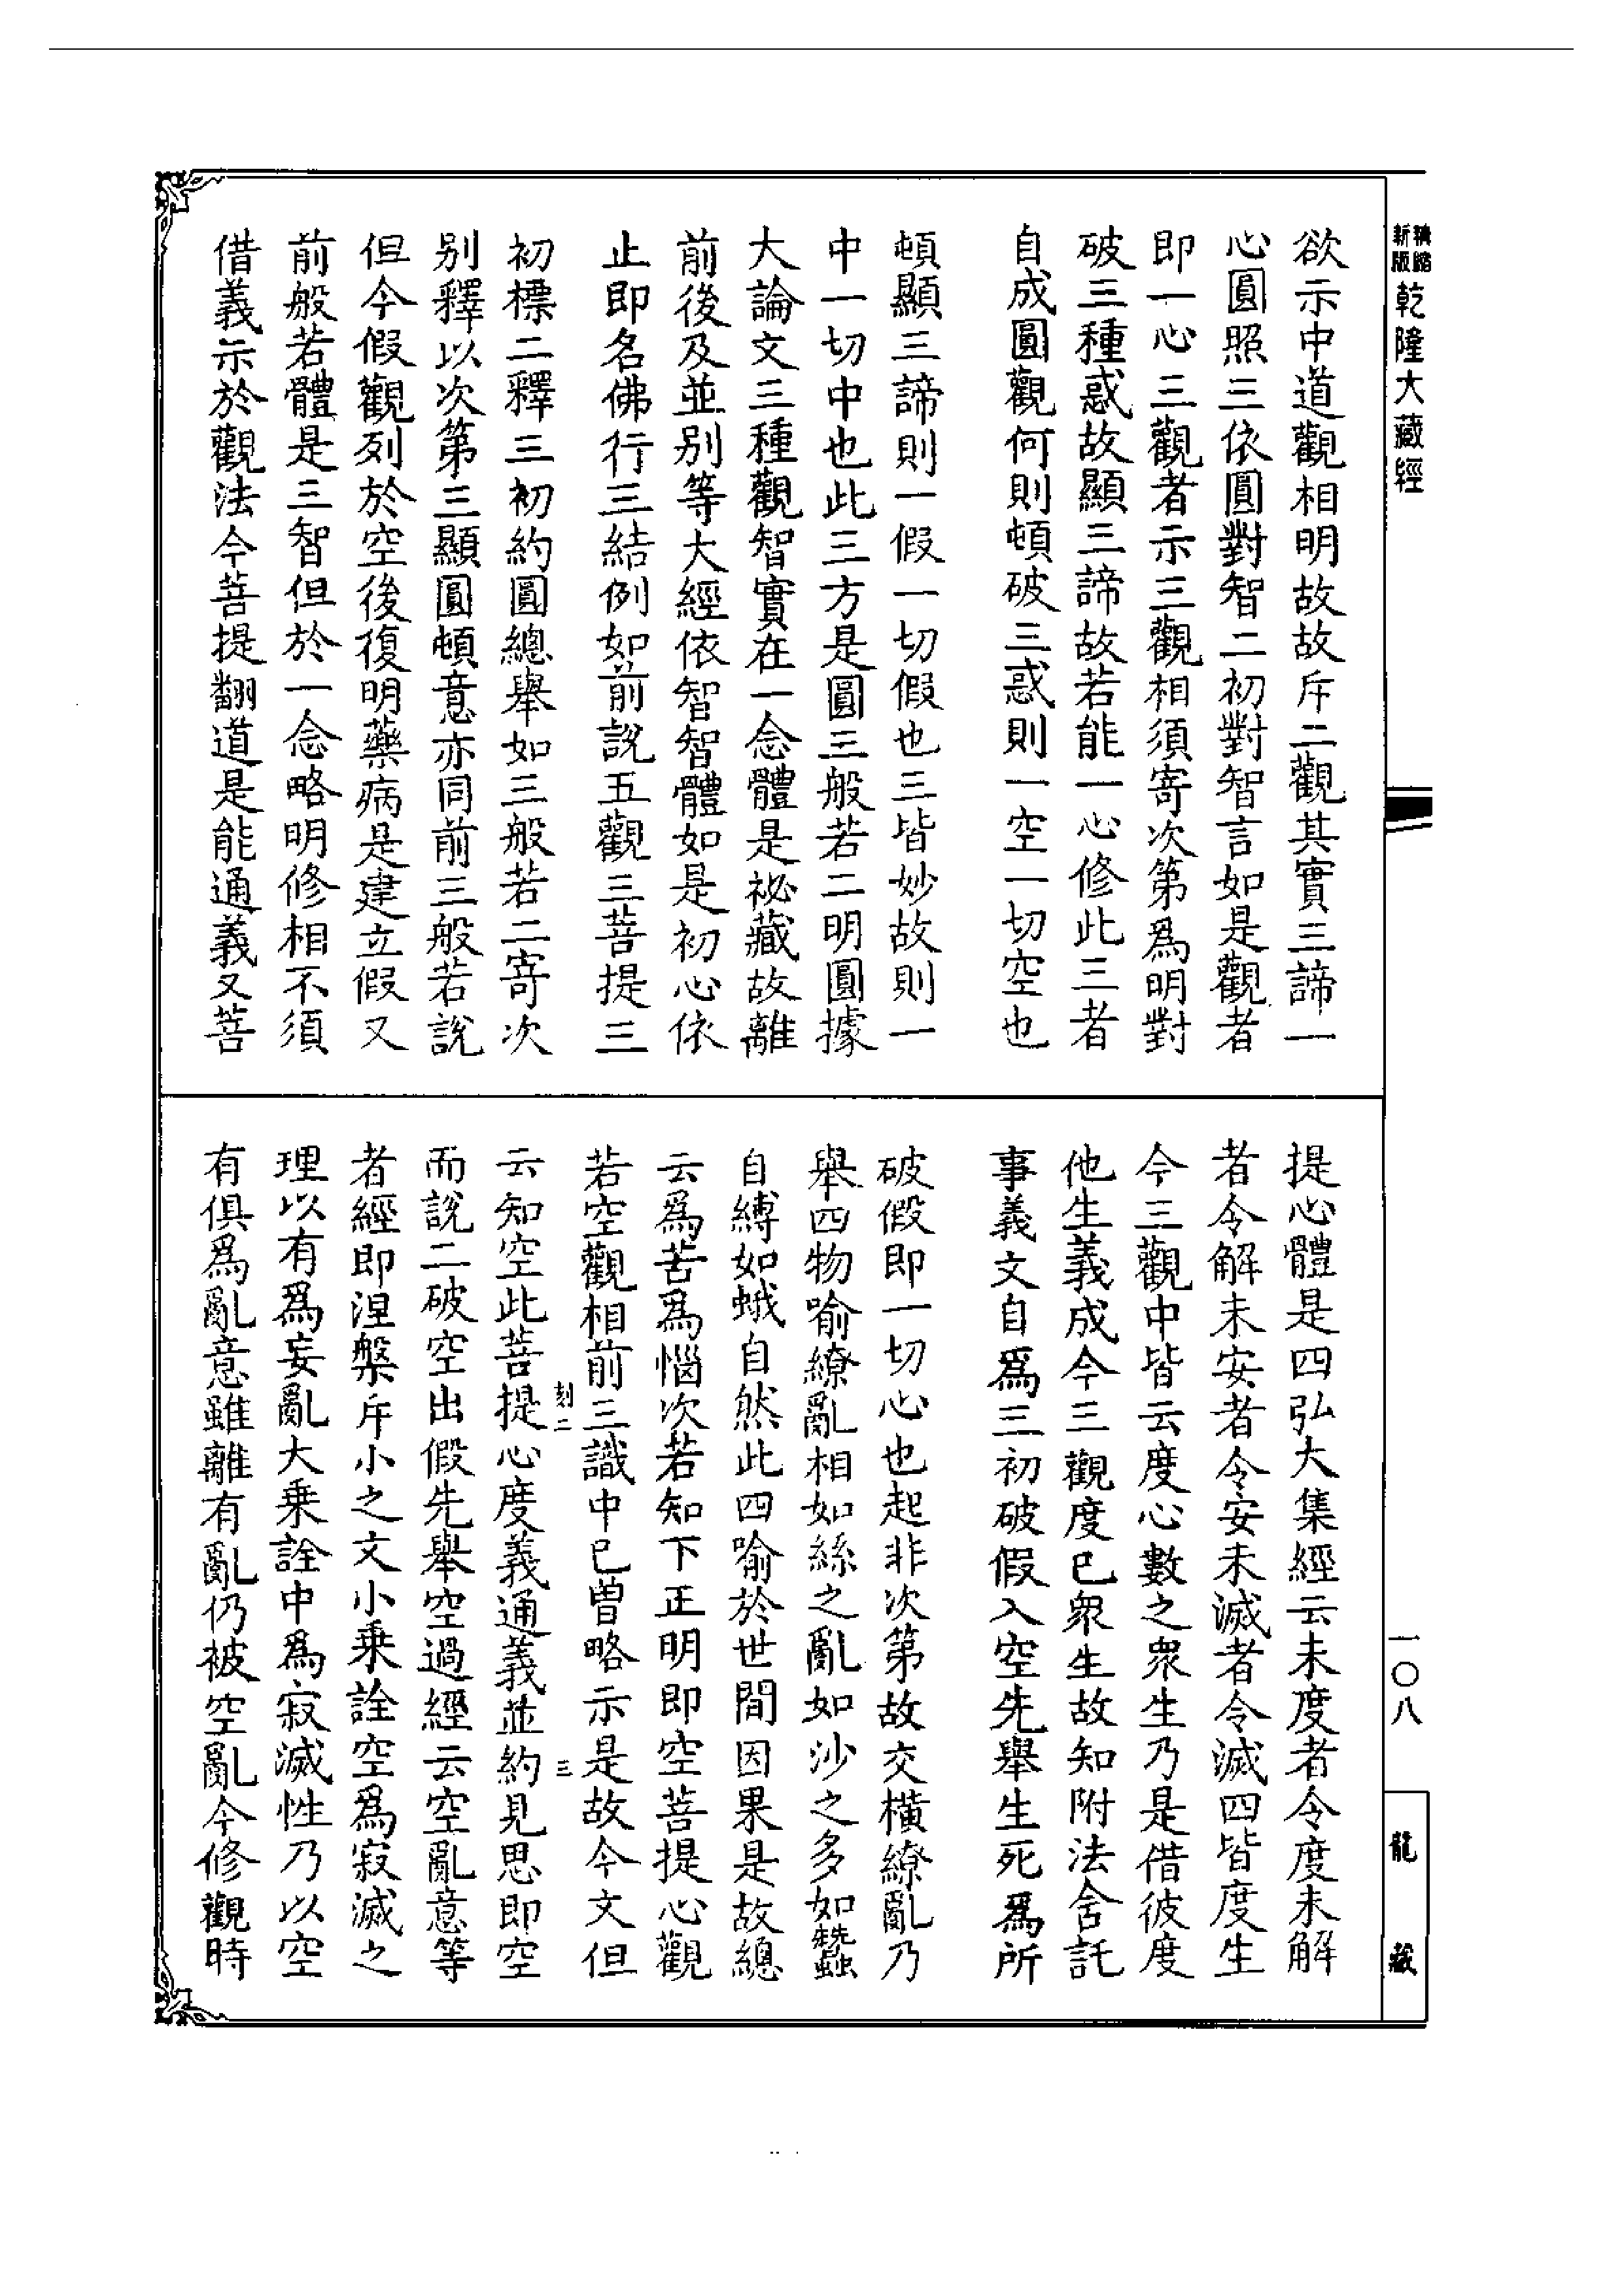 精縮新版乾隆大藏經
欲示中道觀相明故故斥二觀其實三諦一
心圓照三依圓對智二初對智言如是觀者
即一心三觀者示三觀相須寄次第爲明對
破三種惑故顯三諦故若能一心修此三者
自成圓觀何則頓破三惑則一空一切空也
頓顯三諦則一假一切假也三皆妙故則一
中一切中也此三方是圓三般若二明圓據
大論文三種觀智實在一念體是祕藏故離
前後及並別等大經依智智體如是初心依
止即名佛行三結例如前說五觀三菩提三
初標二釋三初約圓總舉如三般若二寄次
別釋以次第三顯圓頓意亦同前三般若說
但今假觀列於空後復明藥病是建立假又
前般若體是三智但於一念略明修相不須
借義示於觀法今菩提翻道是能通義又菩
提心體是四弘大集經云未度者令度未解
者令解未安者令安未滅者令滅四皆度生
今三觀中皆云度心數之衆生乃是借彼度
他生義成今三觀度已衆生故知附法舍託
事義文自爲三初破假入空先舉生死爲所
破假即一切心也起非次第故交橫繚亂乃
舉四物喻繚亂相如絲之亂如沙之多如蠶
自縛如蛾自然此四喻於世間因果是故總
云爲苦爲惱次若知下正明即空菩提心觀
若空觀相前三識中已曾略示是故今文但
刻二 三
云知空此菩提心度義通義並約見思即空
而說二破空出假先舉空過經云空亂意等
者經即涅槃斥小之文小乗詮空爲寂滅之
理以有爲妄亂大乗詮中爲寂滅性乃以空
有俱爲亂意雖離有亂仍被空亂今修觀時
一〇八
龍藏